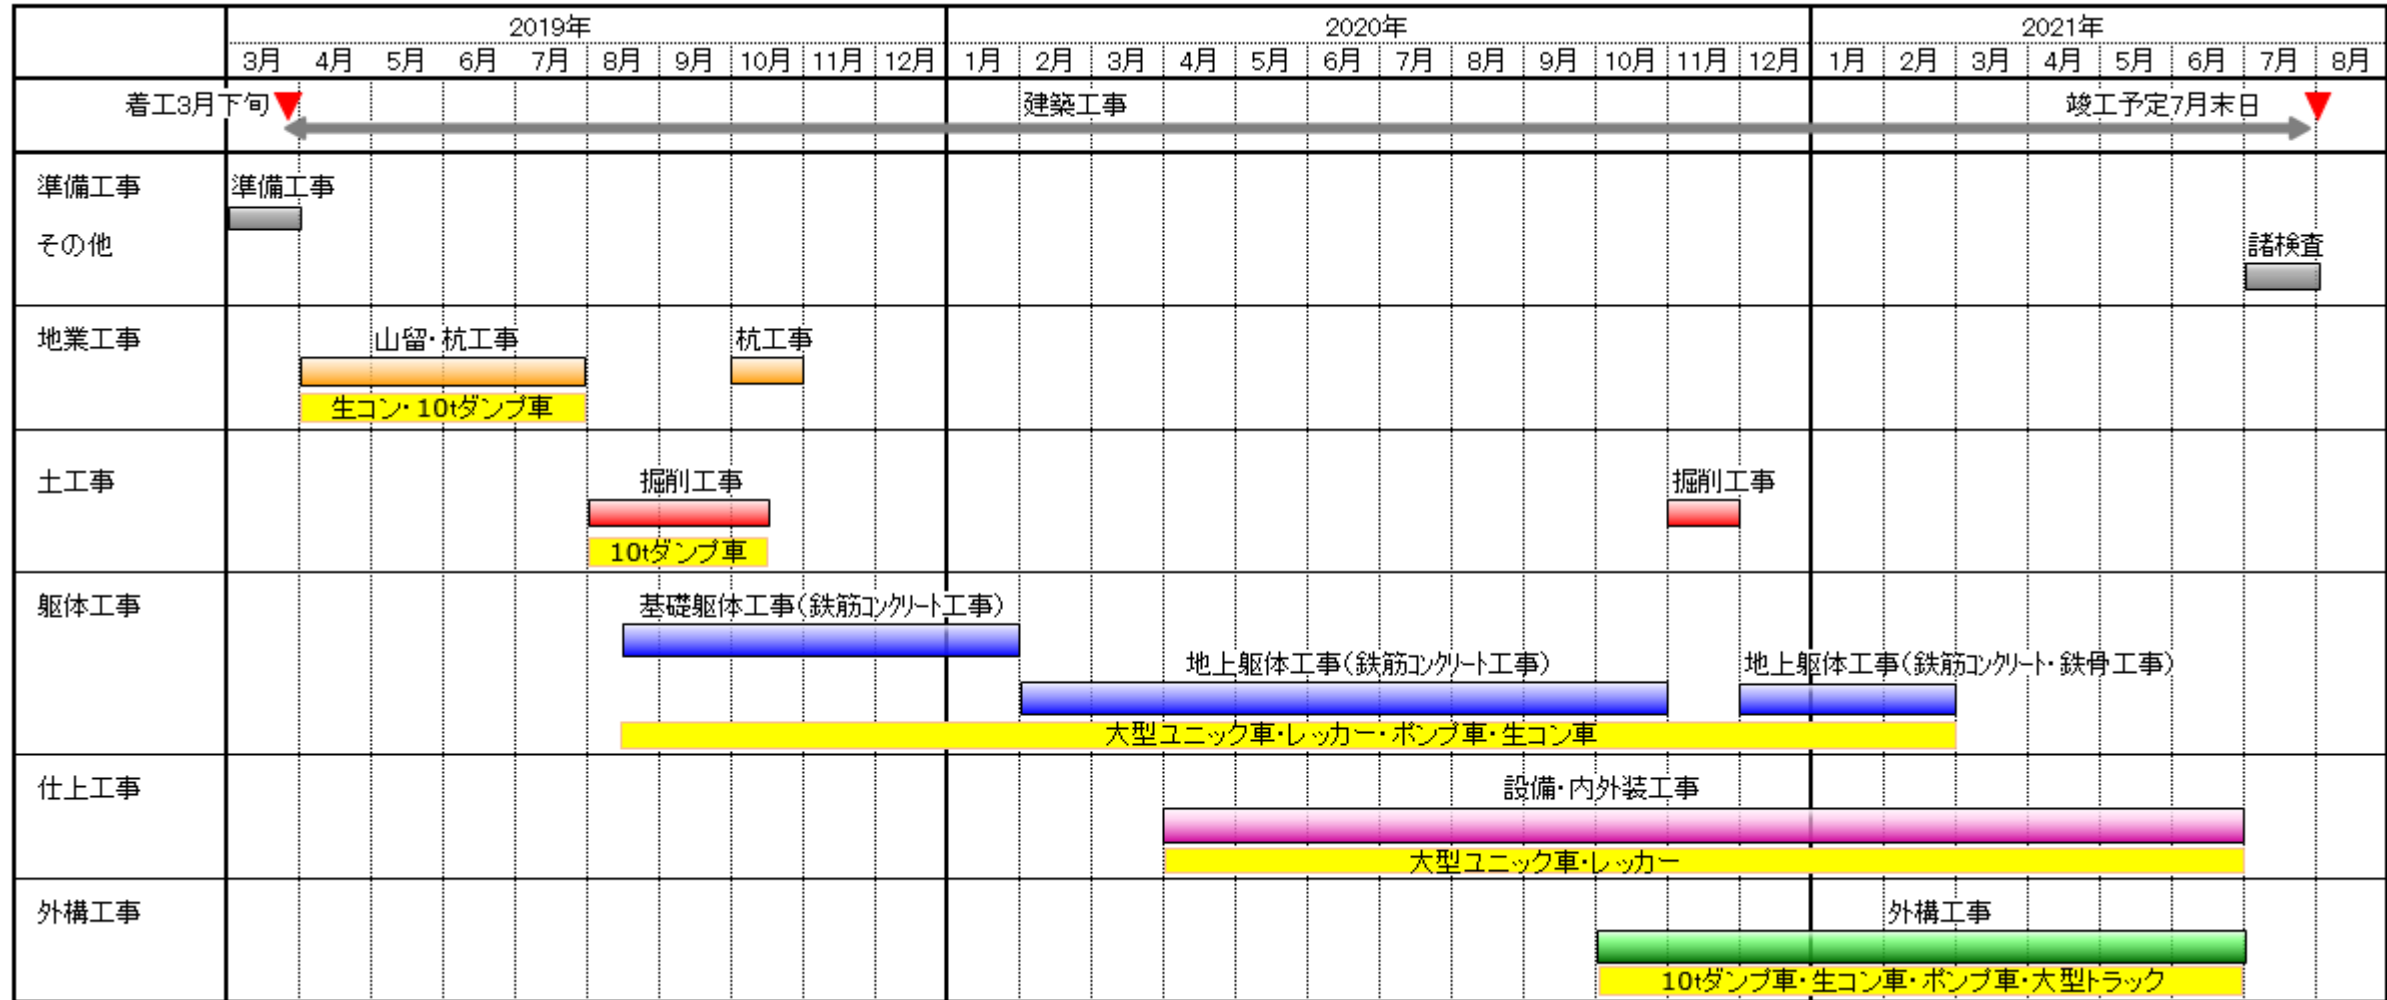 2019年 2020年 2021年
3月 4月 5月 6月 7月 8月 9月 10月 11月 12月 1月 2月 3月 4月 5月 6月 7月 8月 9月 10月 11月 12月 1月 2月 3月 4月 5月 6月 7月 8月
着工3月下旬 建築工事 竣工予定7月末日
準備工事 準備工事
その他 諸検査
地業工事 山留・杭工事 杭工事
生コン・10tダンプ車
土工事 掘削工事 掘削工事
10tダンプ車
躯体工事 基礎躯体工事(鉄筋コンクリート工事)
地上躯体工事(鉄筋コンクリート工事) 地上躯体工事(鉄筋コンクリート・鉄骨工事)
大型ユニック車・レッカー・ポンプ車・生コン車
仕上工事 設備・内外装工事
大型ユニック車・レッカー
外構工事 外構工事
10tダンプ車・生コン車・ポンプ車・大型トラック